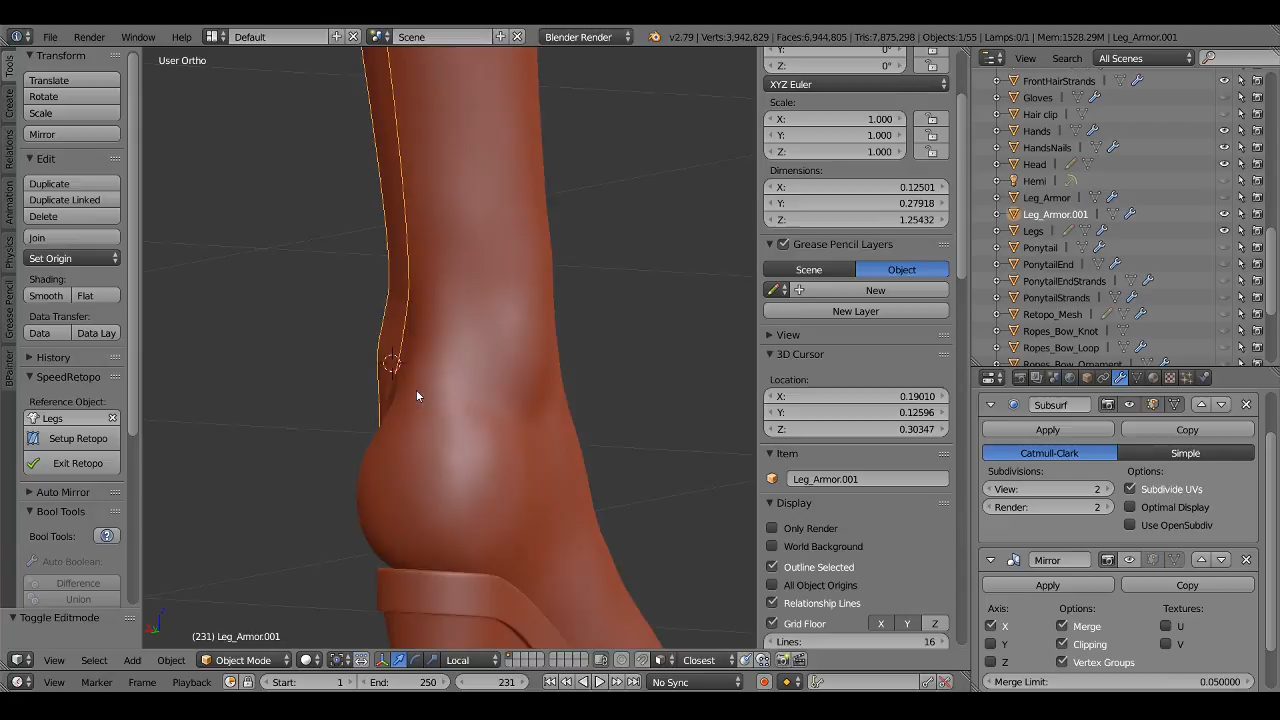 File Render Window Help Default Scene Blender Render v2.79 | Verts:3,942,829 | Faces:6,944,805 | Tris:7,875,298 | Objects:1/55 | Lamps:0/1 | Mem:1528.29M | Leg_Armor.001
Tools
Create
Relations
Animation
Physics
Grease Pencil
BPainter
Transform
Translate
Rotate
Scale
Mirror
Edit
Duplicate
Duplicate Linked
Delete
Join
Set Origin
Shading:
Smooth Flat
Data Transfer:
Data Data Lay
History
SpeedRetopo
Reference Object:
Legs
Setup Retopo
Exit Retopo
Auto Mirror
Bool Tools
Bool Tools:
Auto Boolean:
Difference
Union
Toggle Editmode
User Ortho
(231) Leg_Armor.001
Y: 0°
Z: 0°
XYZ Euler
Scale:
X: 1.000
Y: 1.000
Z: 1.000
Dimensions:
X: 0.12501
Y: 0.27918
Z: 1.25432
Grease Pencil Layers
Scene Object
New
New Layer
View
3D Cursor
Location:
X: 0.19010
Y: 0.12596
Z: 0.30347
Item
Leg_Armor.001
Display
Only Render
World Background
Outline Selected
All Object Origins
Relationship Lines
Grid Floor X Y Z
Lines: 16
View Search All Scenes
FrontHairStrands
Gloves
Hair clip
Hands
HandsNails
Head
Hemi
Leg_Armor
Leg_Armor.001
Legs
Ponytail
PonytailEnd
PonytailEndStrands
PonytailStrands
Retopo_Mesh
Ropes_Bow_Knot
Ropes_Bow_Loop
Subsurf
Apply Copy
Catmull-Clark Simple
Subdivisions: Options:
View: 2 Subdivide UVs
Render: 2 Optimal Display
Use OpenSubdiv
Mirror
Apply Copy
Axis: Options: Textures:
X Merge U
Y Clipping V
Z Vertex Groups
Merge Limit: 0.050000
View Select Add Object Object Mode Local Closest
View Marker Frame Playback Start: 1 End: 250 231 No Sync